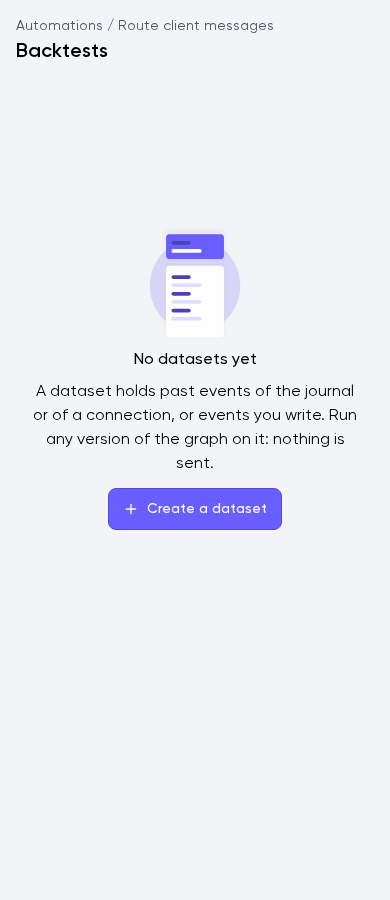 Automations / Route client messages
Backtests
No datasets yet
A dataset holds past events of the journal
or of a connection, or events you write. Run
any version of the graph on it: nothing is
sent.
Create a dataset